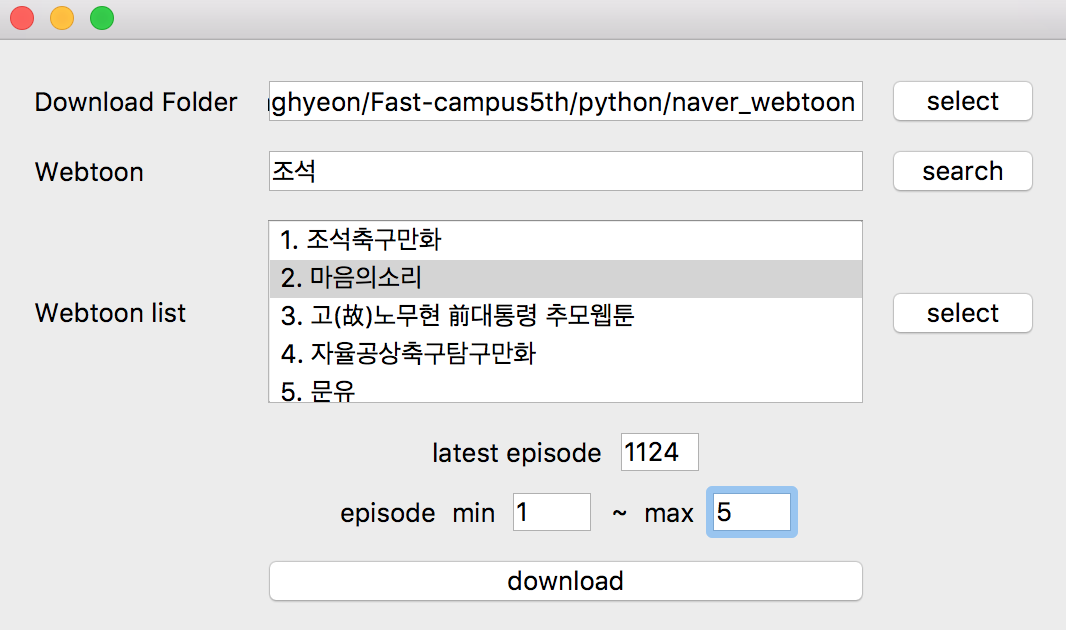 Download Folder ghyeon/Fast-campus5th/python/naver_webtoon select
Webtoon 조석 search
1. 조석축구만화
2. 마음의소리
Webtoon list 3. 고(故)노무현 前대통령 추모웹툰 select
4. 자율공상축구탐구만화
5. 문유
latest episode 1124
episode min 1 ~ max 5
download